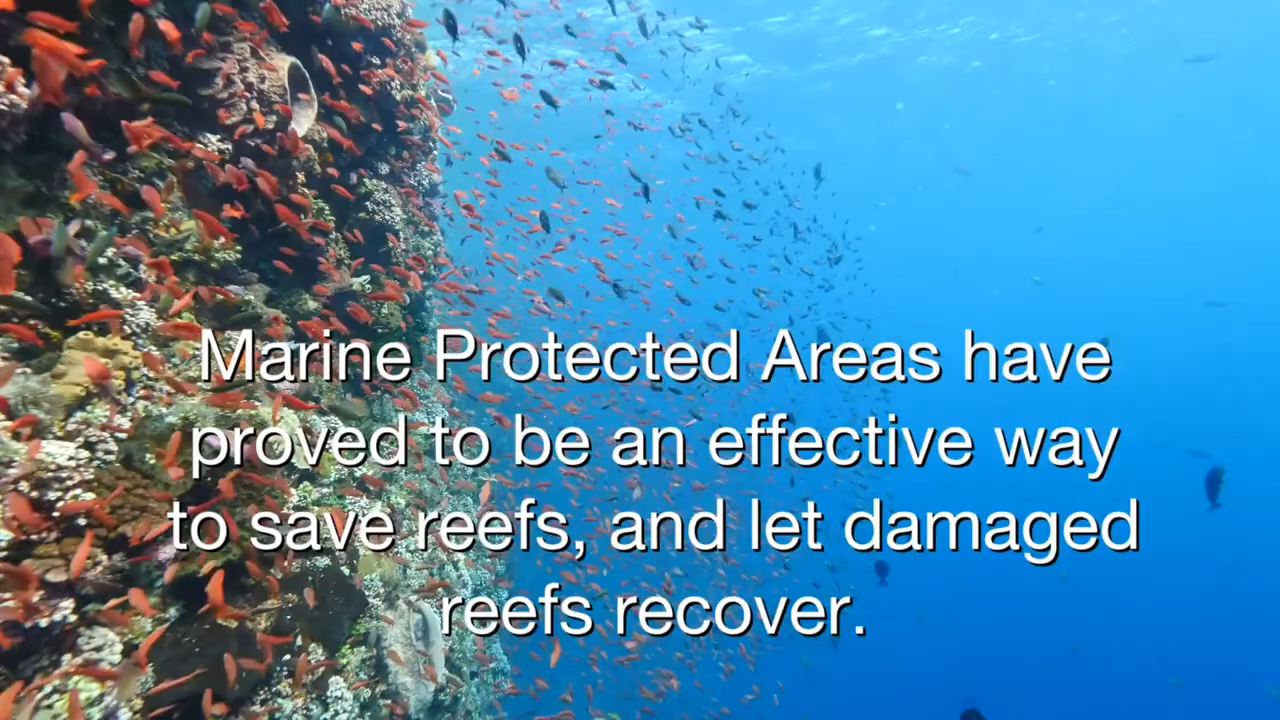 Marine Protected Areas have
proved to be an effective way
to save reefs, and let damaged
reefs recover.